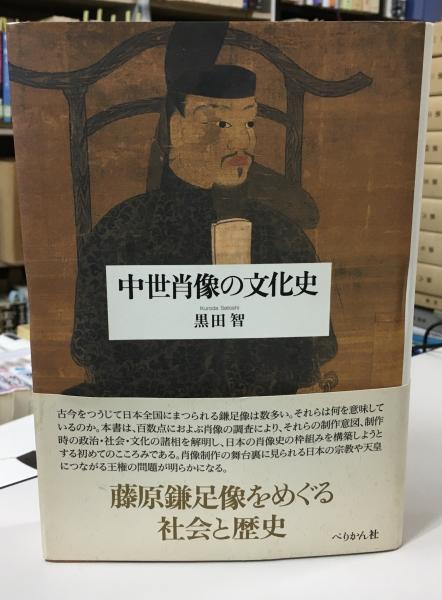 中世肖像の文化史
Kuroda Satoshi
黒田 智
古今をつうじて日本全国にまつられる鎌足像は数多い。それらは何を意味して
いるのか。本書は、百数点におよぶ肖像の調査により、それらの制作意図、制作
時の政治・社会・文化の諸相を解明し、日本の肖像史の枠組みを構築しようと
する初めてのこころみである。肖像制作の舞台裏に見られる日本の宗教や天皇
につながる王権の問題が明らかになる。
藤原鎌足像をめぐる
社会と歴史
ぺりかん社